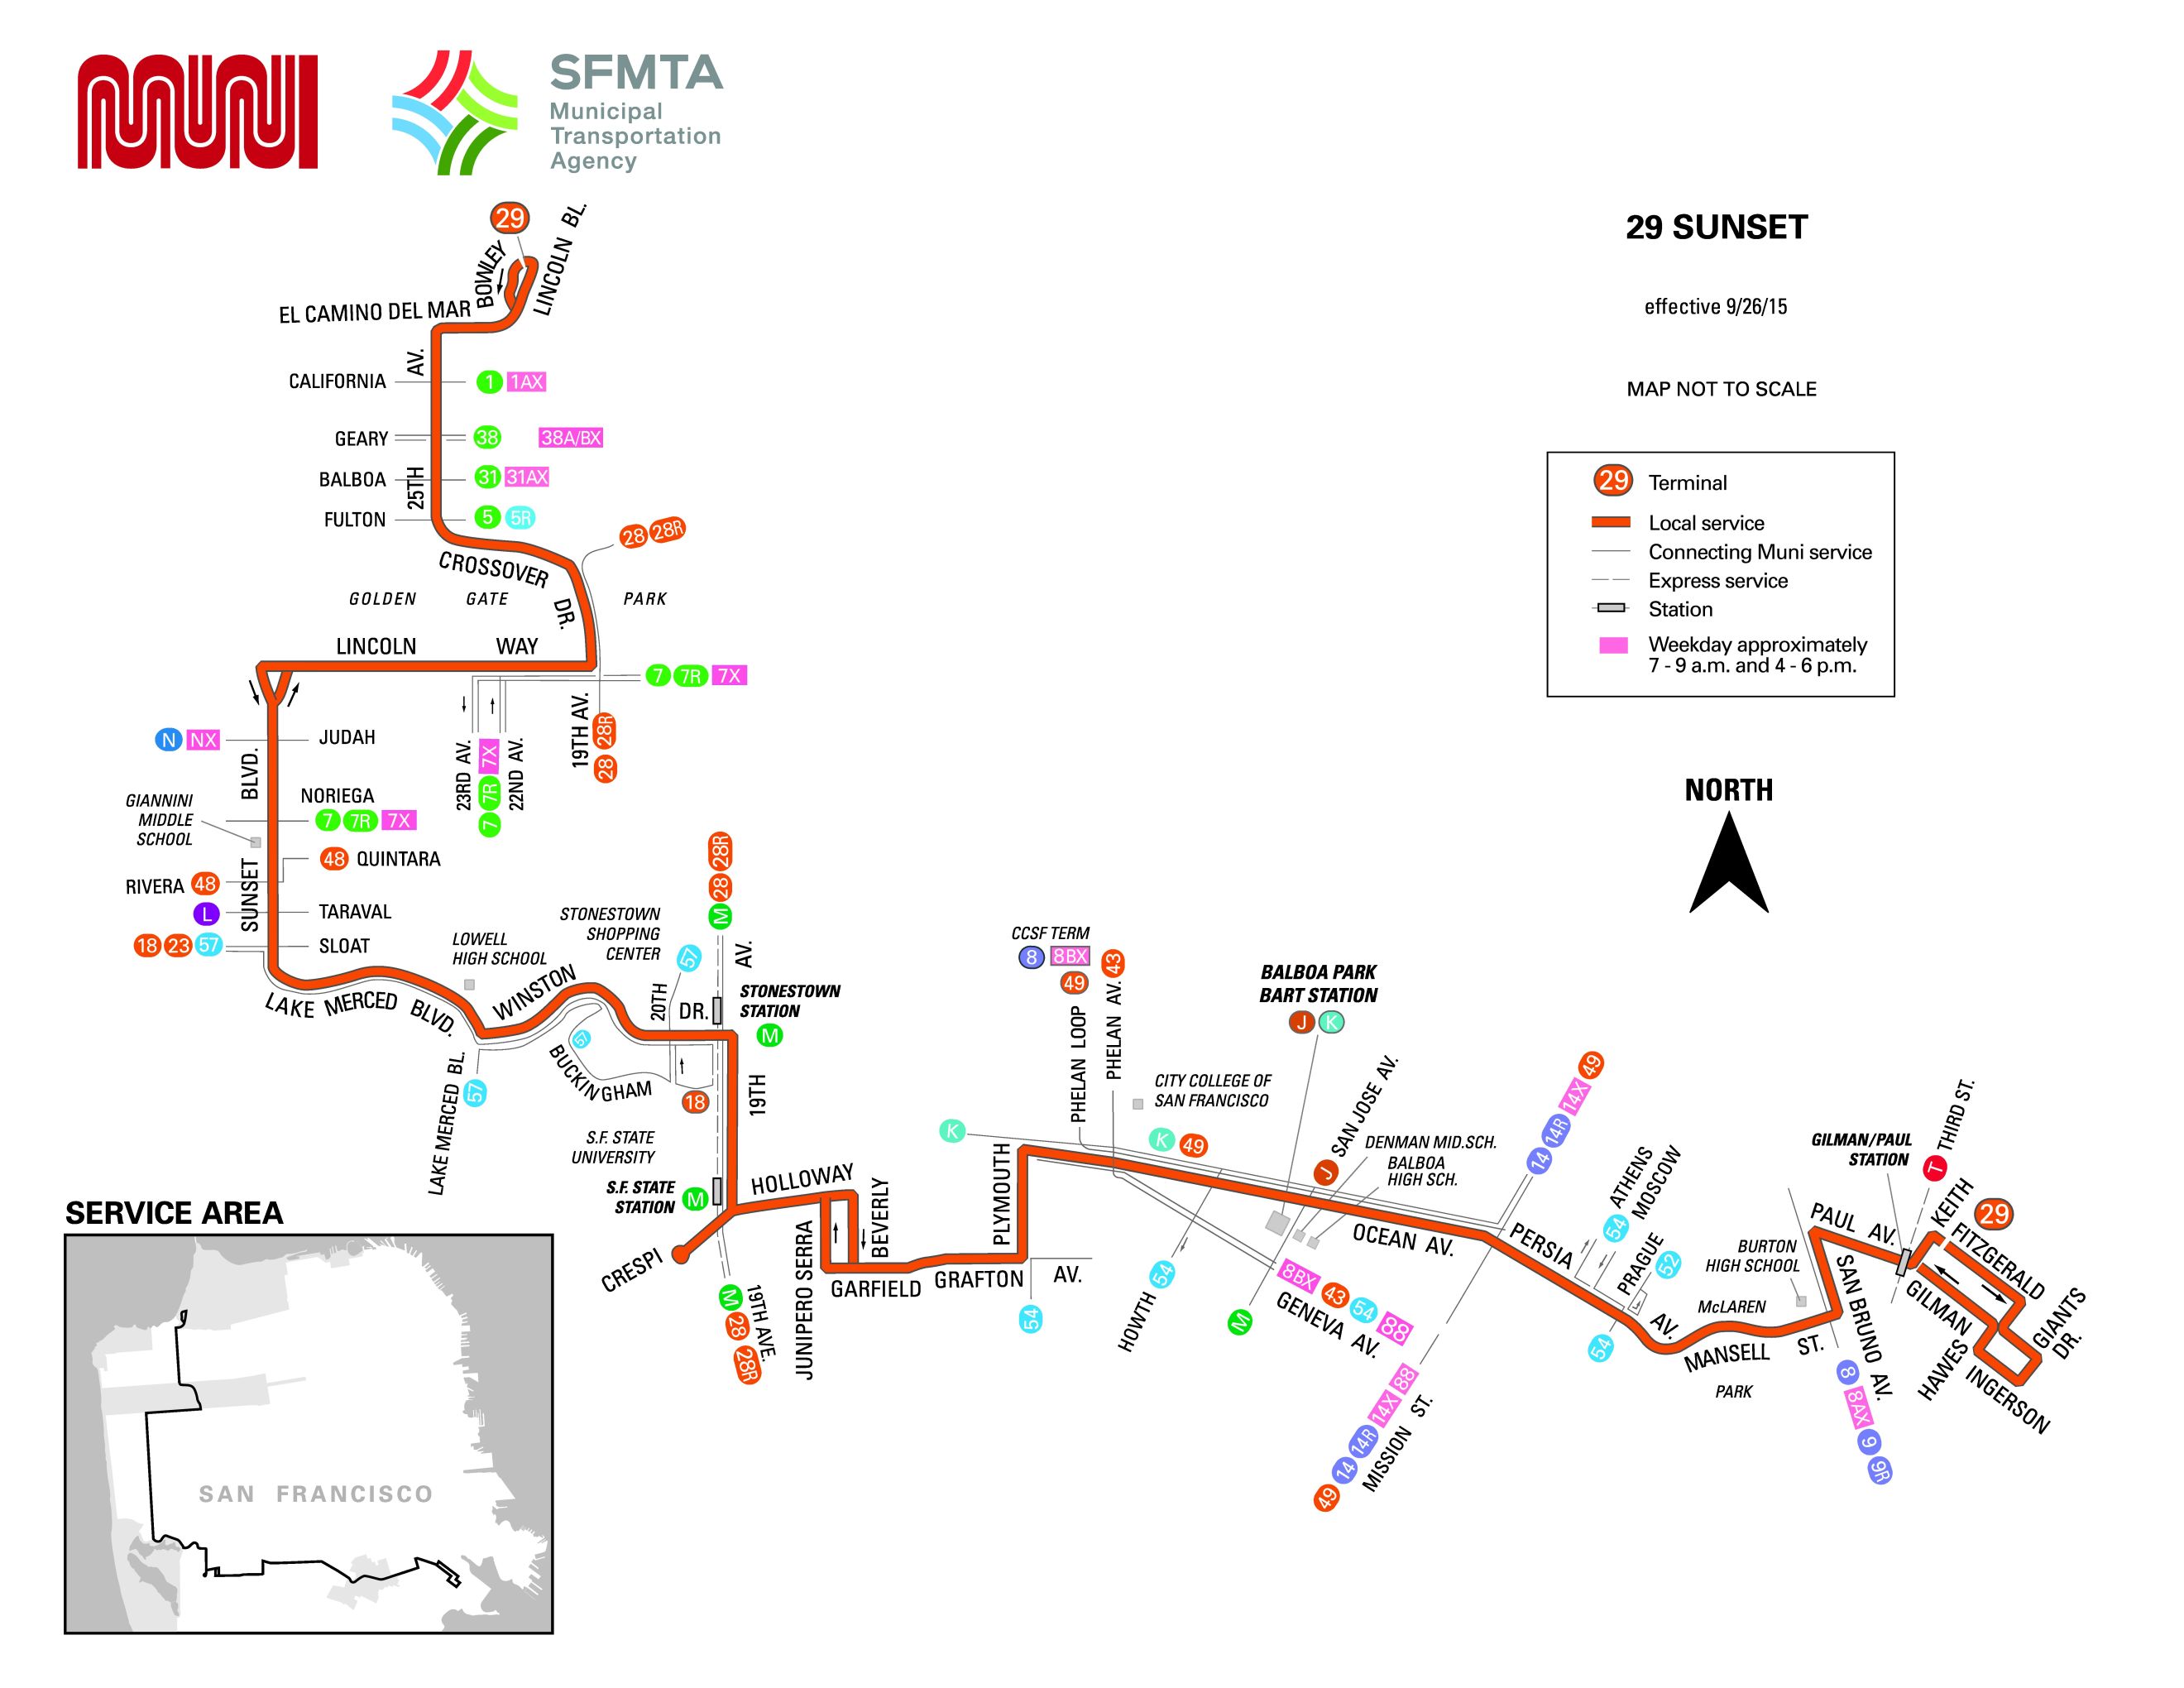 MUNI
SFMTA
Municipal
Transportation
Agency
29 SUNSET
effective 9/26/15
MAP NOT TO SCALE
29 Terminal
Local service
Connecting Muni service
Express service
Station
Weekday approximately
7 - 9 a.m. and 4 - 6 p.m.
NORTH
29
BOWLEY
LINCOLN BL.
EL CAMINO DEL MAR
25TH AV.
CALIFORNIA 1 1AX
GEARY 38 38A/BX
BALBOA 31 31AX
FULTON 5 5R
28 28R
CROSSOVER DR.
GOLDEN GATE PARK
LINCOLN WAY
7 7R 7X
23RD AV.
7 7R 7X
22ND AV.
19TH AV.
28 28R
SUNSET BLVD.
N NX JUDAH
NORIEGA
7 7R 7X
GIANNINI
MIDDLE
SCHOOL
48 QUINTARA
RIVERA 48
L TARAVAL
18 23 57 SLOAT
LAKE MERCED BLVD.
LOWELL
HIGH SCHOOL
WINSTON DR.
STONESTOWN
SHOPPING
CENTER
57
20TH
M 28 28R
19TH AV.
STONESTOWN
STATION
M
57
BUCKINGHAM
18
LAKE MERCED BL.
57
S.F. STATE
UNIVERSITY
S.F. STATE
STATION
M
CRESPI
HOLLOWAY
M 28 28R
19TH AVE.
JUNIPERO SERRA
BEVERLY
GARFIELD
GRAFTON AV.
54
PLYMOUTH
K
CCSF TERM
8 8BX
49
43
PHELAN LOOP
PHELAN AV.
CITY COLLEGE OF
SAN FRANCISCO
K 49
BALBOA PARK
BART STATION
J K
J SAN JOSE AV.
DENMAN MID.SCH.
BALBOA
HIGH SCH.
OCEAN AV.
HOWTH 54
M
8BX 43 54 88
GENEVA AV.
14 14R 14X 49
49 14 14R 14X 88
MISSION ST.
PERSIA AV.
54 ATHENS
MOSCOW
PRAGUE 52
54
McLAREN
PARK
MANSELL ST.
BURTON
HIGH SCHOOL
SAN BRUNO AV.
8 8AX 9 9R
PAUL AV.
GILMAN/PAUL
STATION
T THIRD ST.
KEITH
29
FITZGERALD
GIANTS
DR.
GILMAN
HAWES
INGERSON
SERVICE AREA
SAN FRANCISCO